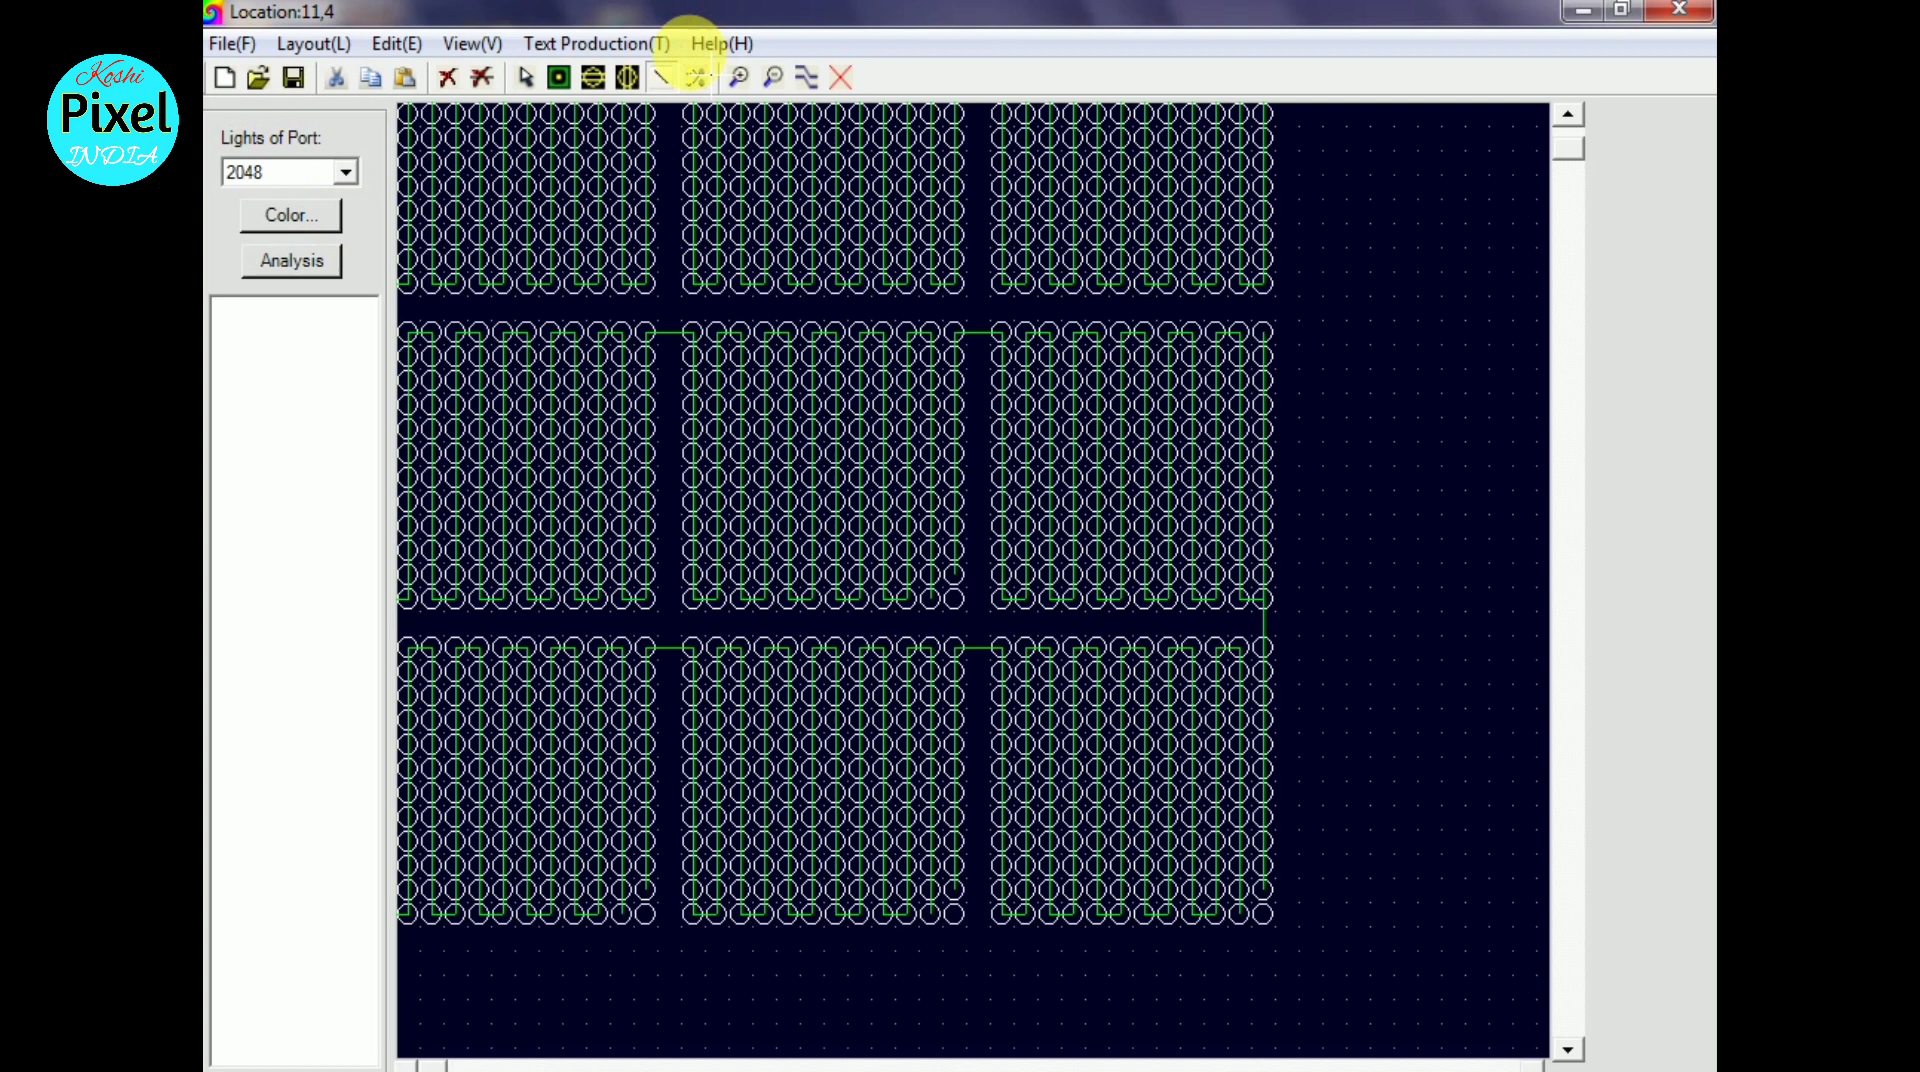 Location:11,4
File(F) Layout(L) Edit(E) View(V) Text Production(T) Help(H)
Koshi
Pixel
INDIA
Lights of Port:
2048
Color...
Analysis